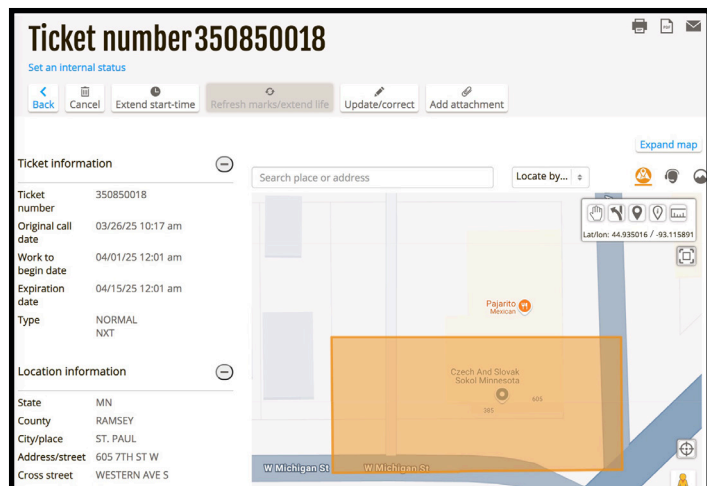 Ticket number 350850018
Set an internal status
Back Cancel Extend start-time Refresh marks/extend life Update/correct Add attachment
Expand map
Ticket information
Search place or address Locate by...
Ticket number 350850018
Original call date 03/26/25 10:17 am
Work to begin date 04/01/25 12:01 am
Expiration date 04/15/25 12:01 am
Type NORMAL
NXT
Lat/lon: 44.935016 / -93.115891
Pajarito
Mexican
Czech And Slovak
Sokol Minnesota
605
385
W Michigan St W Michigan St
Location information
State MN
County RAMSEY
City/place ST. PAUL
Address/street 605 7TH ST W
Cross street WESTERN AVE S